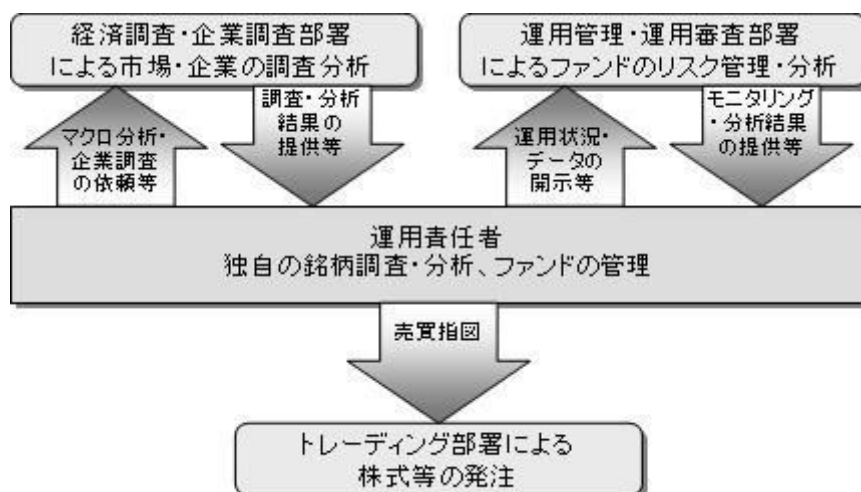 経済調査・企業調査部署
による市場・企業の調査分析
運用管理・運用審査部署
によるファンドのリスク管理・分析
マクロ分析・
企業調査
の依頼等
調査・分析
結果の
提供等
運用状況・
データの
開示等
モニタリング
・分析結果
の提供等
運用責任者
独自の銘柄調査・分析、ファンドの管理
売買指図
トレーディング部署による
株式等の発注